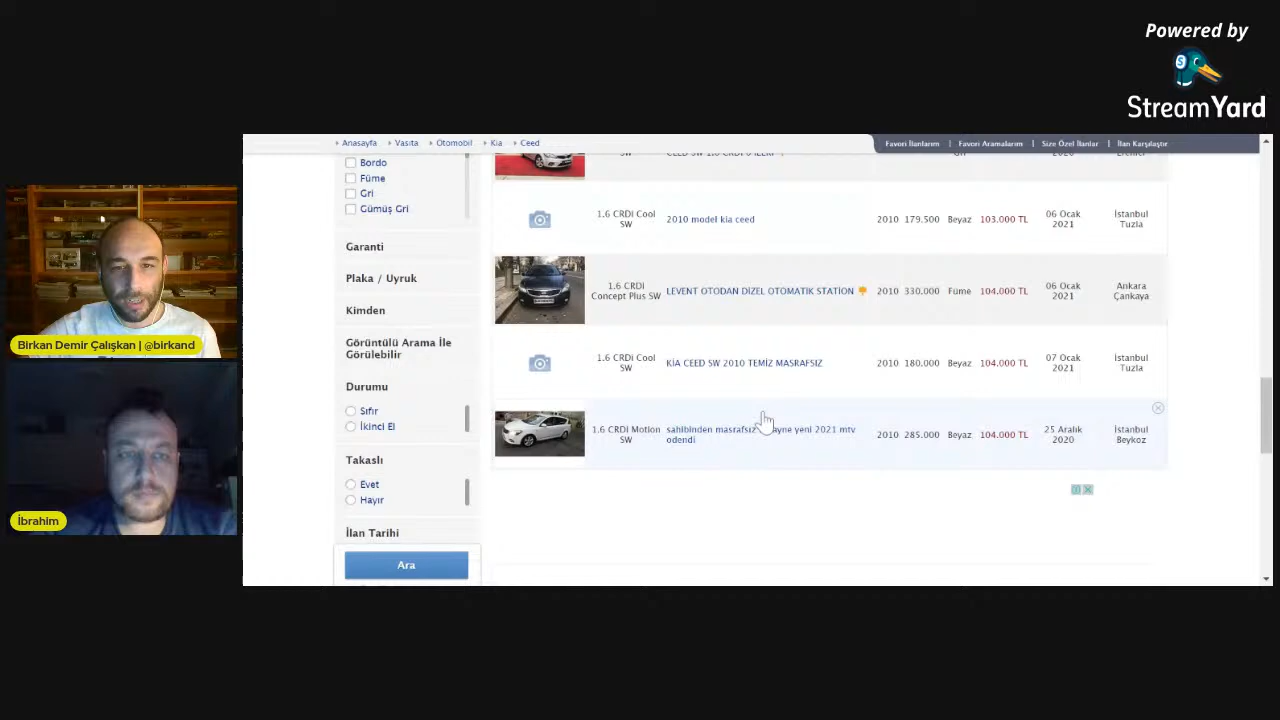 Powered by
StreamYard
Anasayfa Vasıta Otomobil Kia Ceed
Favori İlanlarım | Favori Aramalarım | Size Özel İlanlar | İlan Karşılaştır
Bordo
Füme
Gri
Gümüş Gri
Garanti
Plaka / Uyruk
Kimden
Görüntülü Arama İle
Görülebilir
Durumu
Sıfır
İkinci El
Takaslı
Evet
Hayır
İlan Tarihi
Ara
SW
2020
1.6 CRDI Cool
SW
2010 model kia ceed
2010 179.500 Beyaz 103.000 TL
06 Ocak
2021
İstanbul
Tuzla
1.6 CRDI
Concept Plus SW
LEVENT OTODAN DİZEL OTOMATIK STATİON
2010 330.000 Füme 104.000 TL
06 Ocak
2021
Ankara
Çankaya
1.6 CRDI Cool
SW
KİA CEED SW 2010 TEMİZ MASRAFSIZ
2010 180.000 Beyaz 104.000 TL
07 Ocak
2021
İstanbul
Tuzla
1.6 CRDI Motion
SW
sahibinden masrafsız yeni 2021 mtv
odendi
2010 285.000 Beyaz 104.000 TL
25 Aralık
2020
İstanbul
Beykoz
Birkan Demir Çalışkan | @birkand
İbrahim